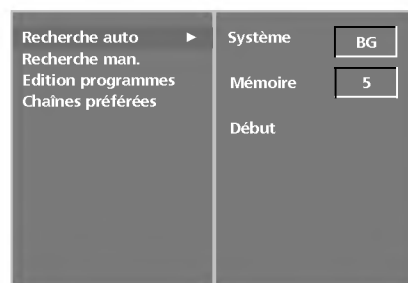 Recherche auto ►
Recherche man.
Edition programmes
Chaînes préférées
Système BG
Mémoire 5
Début